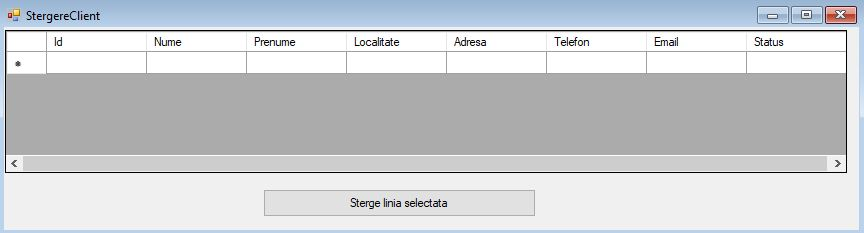 StergereClient
Id Nume Prenume Localitate Adresa Telefon Email Status
Sterge linia selectata